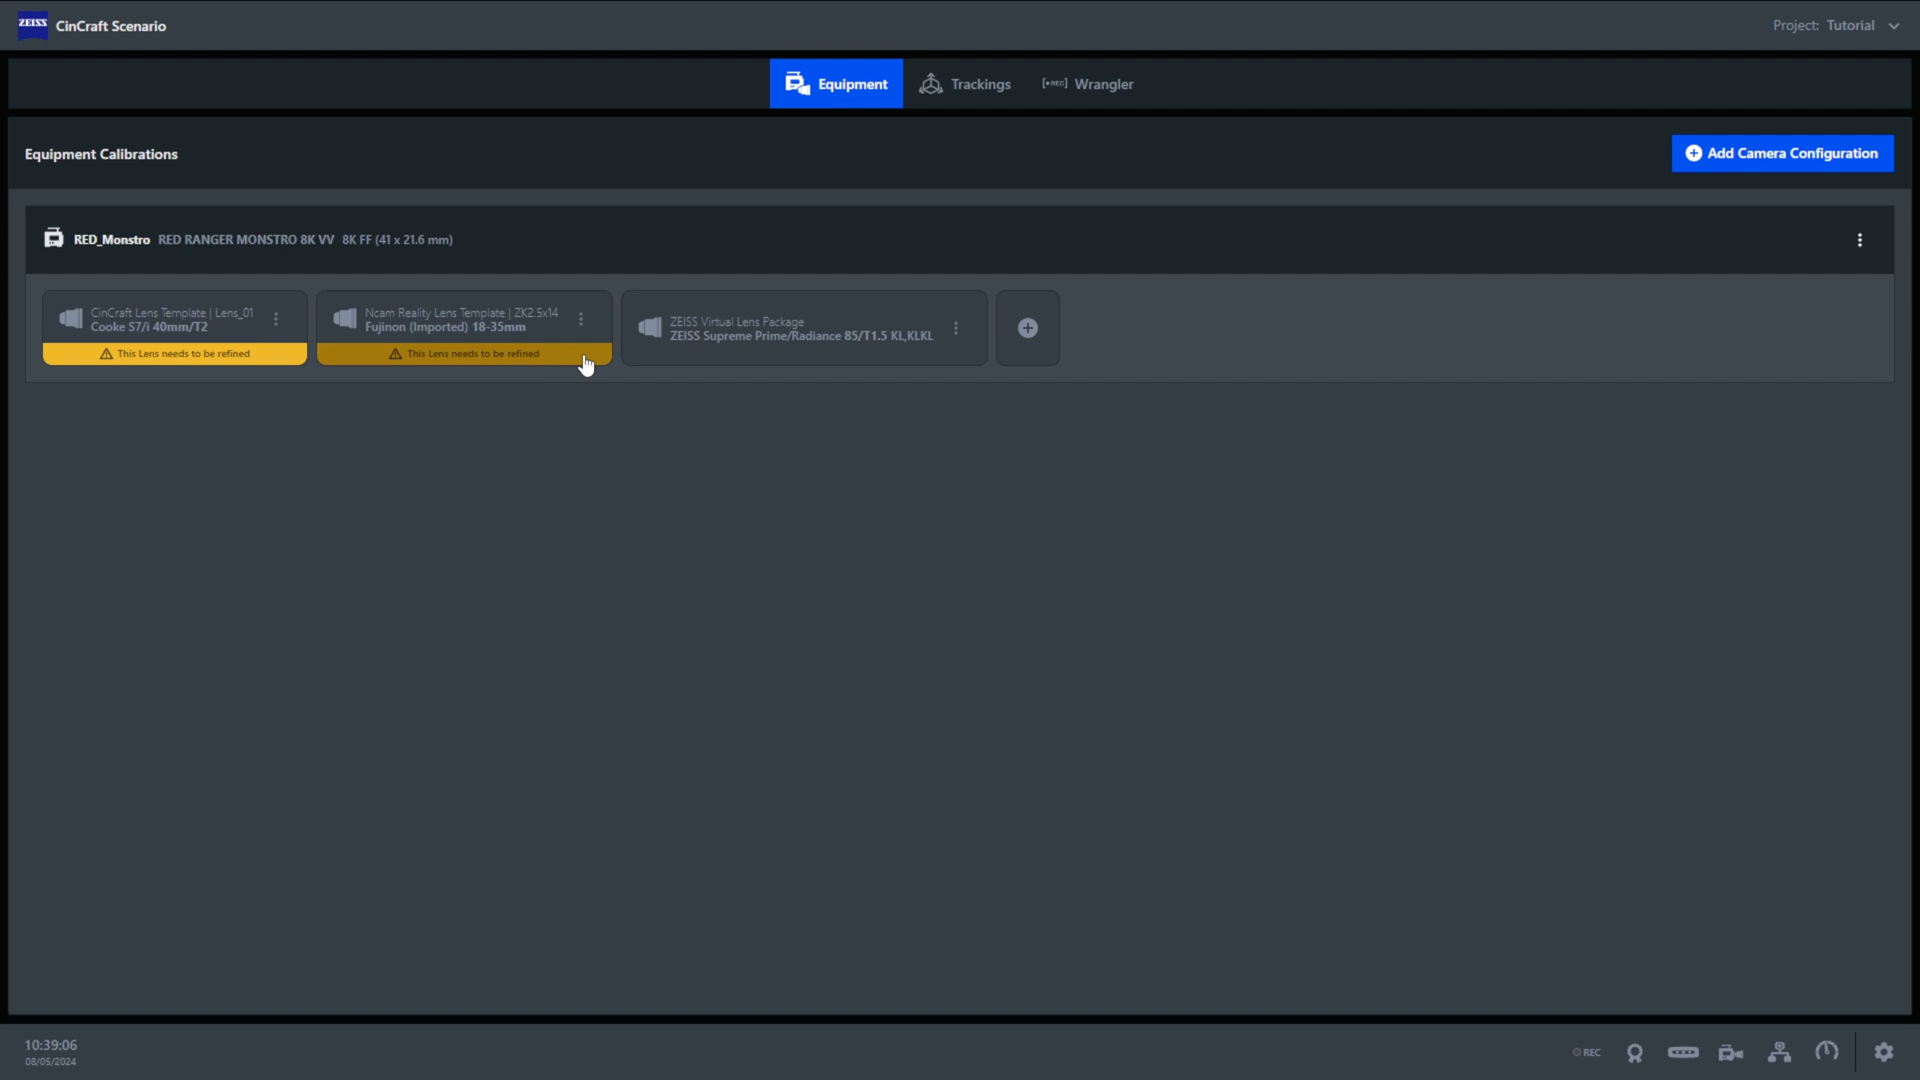 ZEISS CinCraft Scenario
Project: Tutorial
Equipment
Trackings
[●REC] Wrangler
Equipment Calibrations
Add Camera Configuration
RED_Monstro RED RANGER MONSTRO 8K VV 8K FF (41 x 21.6 mm)
CinCraft Lens Template | Lens_01
Cooke S7/i 40mm/T2
This Lens needs to be refined
Ncam Reality Lens Template | ZK2.5x14
Fujinon (Imported) 18-35mm
This Lens needs to be refined
ZEISS Virtual Lens Package
ZEISS Supreme Prime/Radiance 85/T1.5 KL,KLKL
10:39:06
08/05/2024
REC